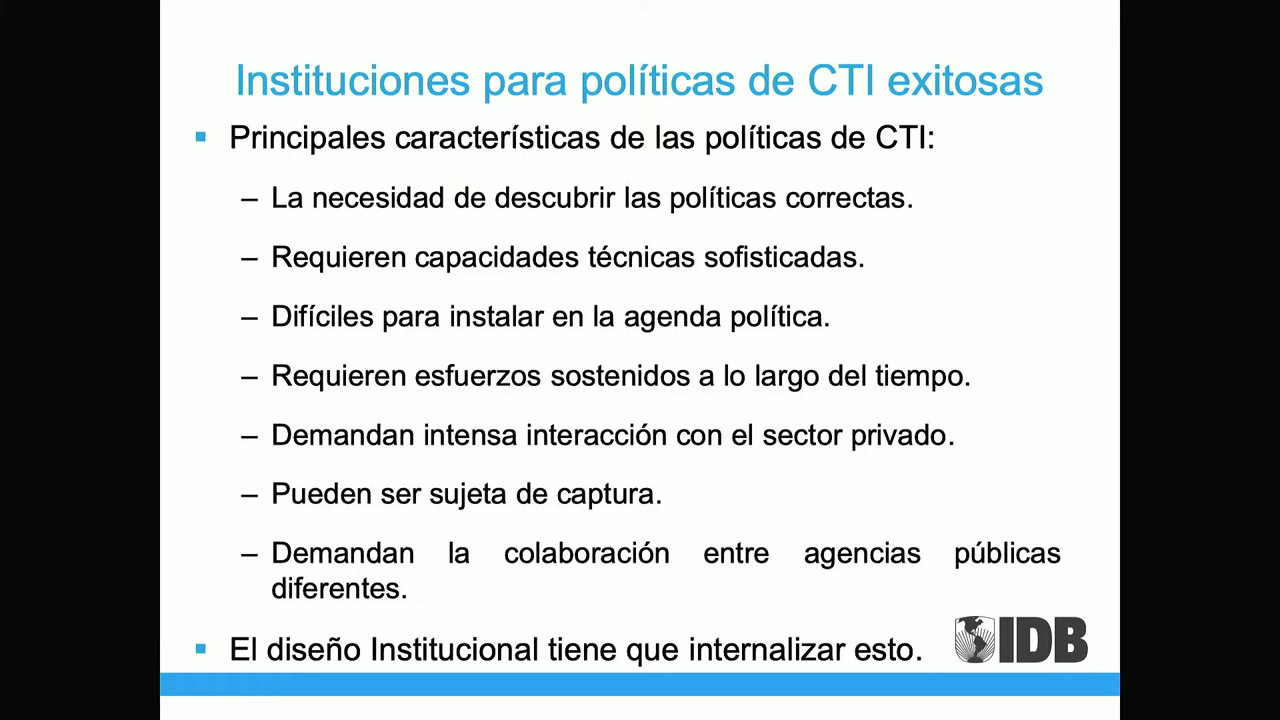 Instituciones para políticas de CTI exitosas
▪ Principales características de las políticas de CTI:
– La necesidad de descubrir las políticas correctas.
– Requieren capacidades técnicas sofisticadas.
– Difíciles para instalar en la agenda política.
– Requieren esfuerzos sostenidos a lo largo del tiempo.
– Demandan intensa interacción con el sector privado.
– Pueden ser sujeta de captura.
– Demandan la colaboración entre agencias públicas
diferentes.
▪ El diseño Institucional tiene que internalizar esto.
IDB